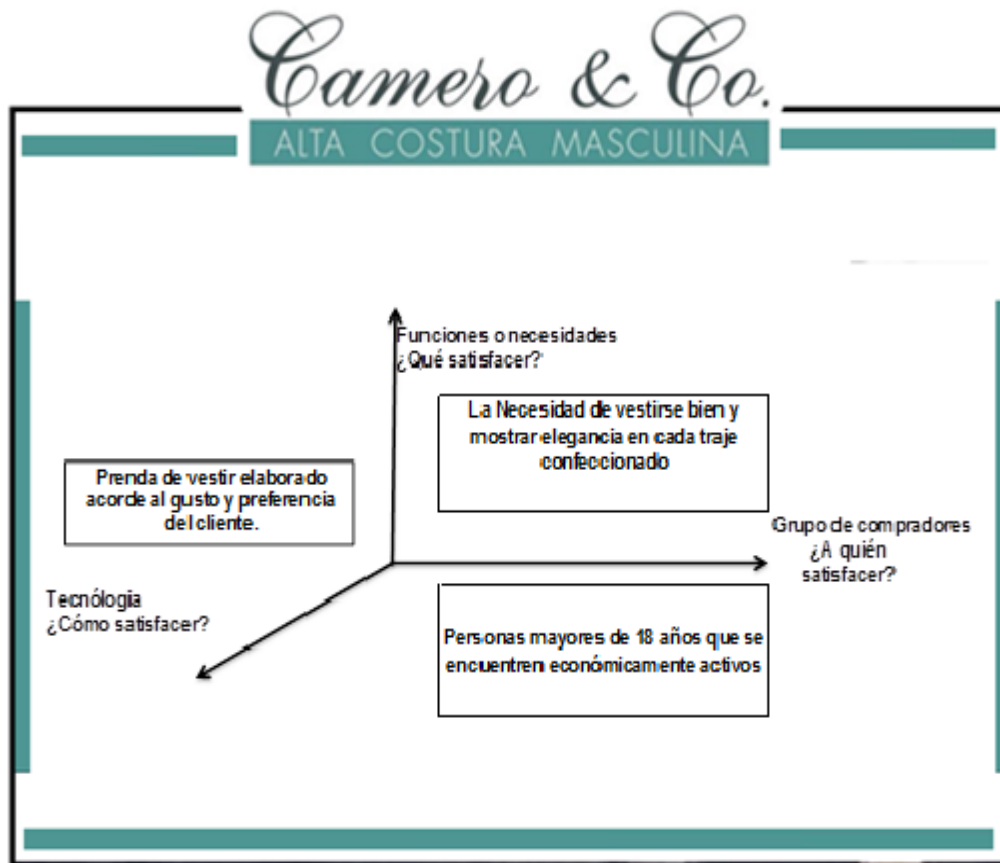 Camero & Co.
ALTA COSTURA MASCULINA
Funciones o necesidades
¿Qué satisfacer?
La Necesidad de vestirse bien y
mostrar elegancia en cada traje
confeccionado
Prenda de vestir elaborado
acorde al gusto y preferencia
del cliente.
Grupo de compradores
¿A quién
satisfacer?
Tecnólogia
¿Cómo satisfacer?
Personas mayores de 18 años que se
encuentren económicamente activos